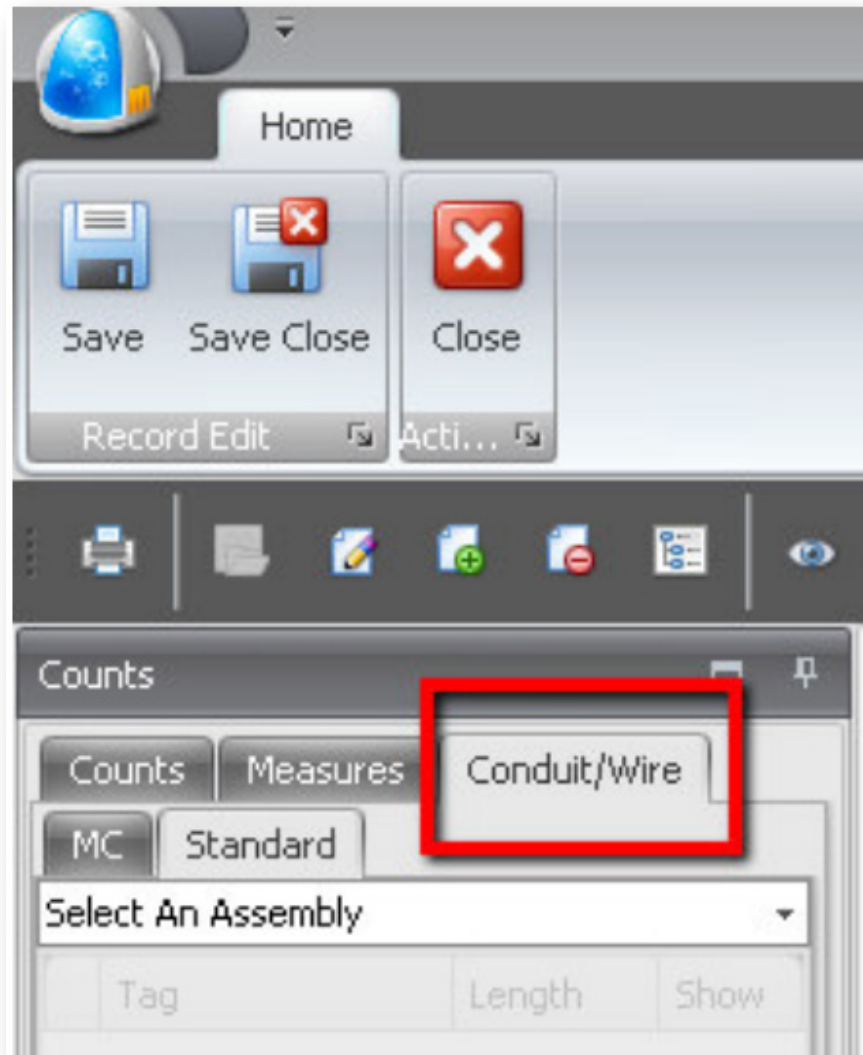 Home
Save Save Close Close
Record Edit Acti...
Counts
Counts Measures Conduit/Wire
MC Standard
Select An Assembly
Tag Length Show